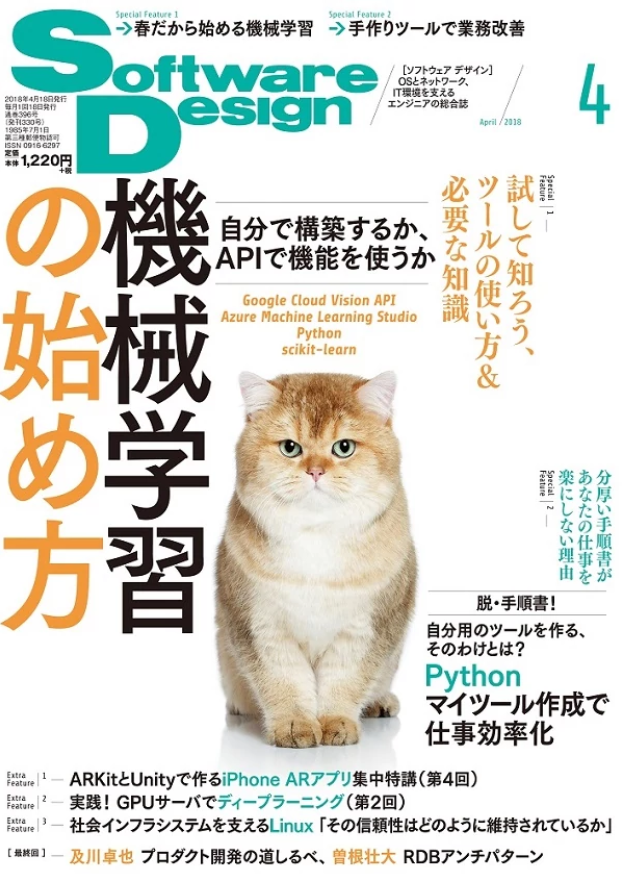 Special Feature 1
→春だから始める機械学習
Special Feature 2
→手作りツールで業務改善
Software
Design
[ソフトウェア デザイン]
OSとネットワーク、
IT環境を支える
エンジニアの総合誌
April / 2018
4
2018年4月18日発行
毎月1回18日発行
通巻396号
(発刊330号)
1985年7月1日
第三種郵便物認可
ISSN 0916-6297
定価
本体 1,220円
+税
機械学習
の始め方
自分で構築するか、
APIで機能を使うか
Google Cloud Vision API
Azure Machine Learning Studio
Python
scikit-learn
Special Feature 1
試して知ろう、
ツールの使い方&
必要な知識
Special Feature 2
分厚い手順書が
あなたの仕事を
楽にしない理由
脱・手順書!
自分用のツールを作る、
そのわけとは?
Python
マイツール作成で
仕事効率化
Extra Feature 1 ARKitとUnityで作るiPhone ARアプリ集中特講(第4回)
Extra Feature 2 実践! GPUサーバでディープラーニング(第2回)
Extra Feature 3 社会インフラシステムを支えるLinux「その信頼性はどのように維持されているか」
[最終回] 及川卓也 プロダクト開発の道しるべ、曽根壮大 RDBアンチパターン